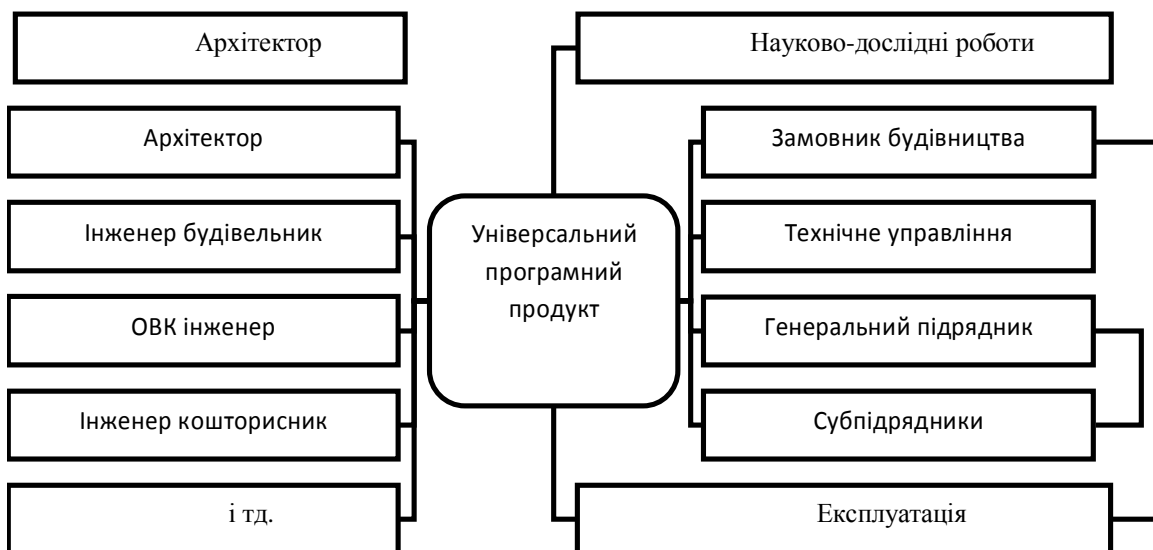 Архітектор
Науково-дослідні роботи
Архітектор
Замовник будівництва
Інженер будівельник
Універсальний
програмний
продукт
Технічне управління
ОВК інженер
Генеральний підрядник
Інженер кошторисник
Субпідрядники
і тд.
Експлуатація